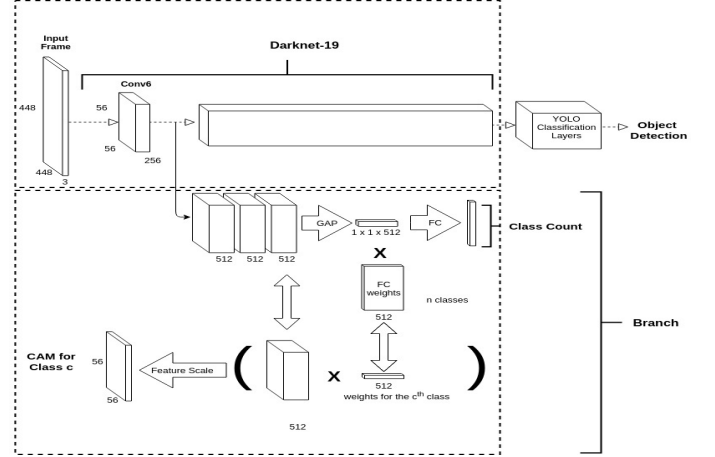 Input
Frame
Darknet-19
Conv6
448
56
56
256
448
3
YOLO
Classification
Layers
Object
Detection
GAP
1 x 1 x 512
FC
Class Count
512
512
512
X
FC
weights
n classes
512
Branch
CAM for
Class c
56
Feature Scale
(
X
)
512
56
weights for the cth class
512